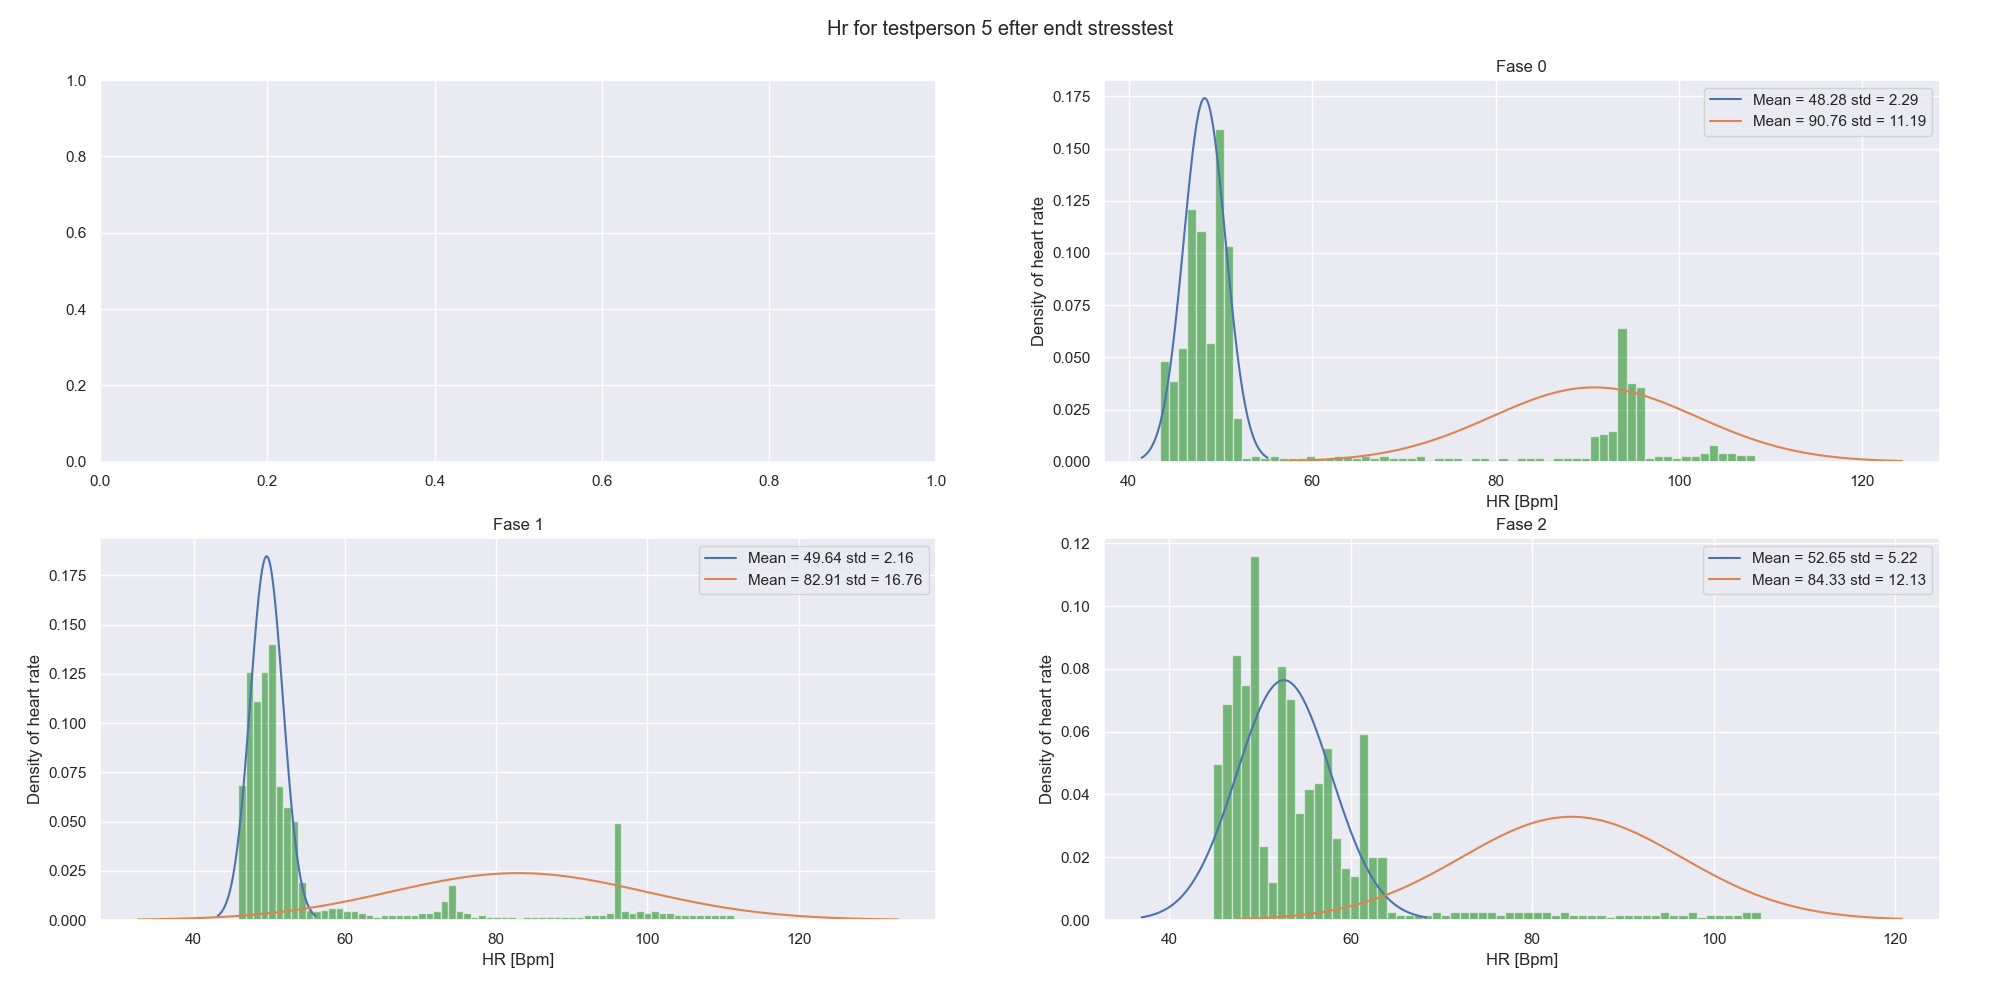 Hr for testperson 5 efter endt stresstest
1.0
0.8
0.6
0.4
0.2
0.0
0.0 0.2 0.4 0.6 0.8 1.0
Fase 0
Mean = 48.28 std = 2.29
Mean = 90.76 std = 11.19
Density of heart rate
0.175
0.150
0.125
0.100
0.075
0.050
0.025
0.000
40 60 80 100 120
HR [Bpm]
Fase 1
Mean = 49.64 std = 2.16
Mean = 82.91 std = 16.76
Density of heart rate
0.175
0.150
0.125
0.100
0.075
0.050
0.025
0.000
40 60 80 100 120
HR [Bpm]
Fase 2
Mean = 52.65 std = 5.22
Mean = 84.33 std = 12.13
Density of heart rate
0.12
0.10
0.08
0.06
0.04
0.02
0.00
40 60 80 100 120
HR [Bpm]